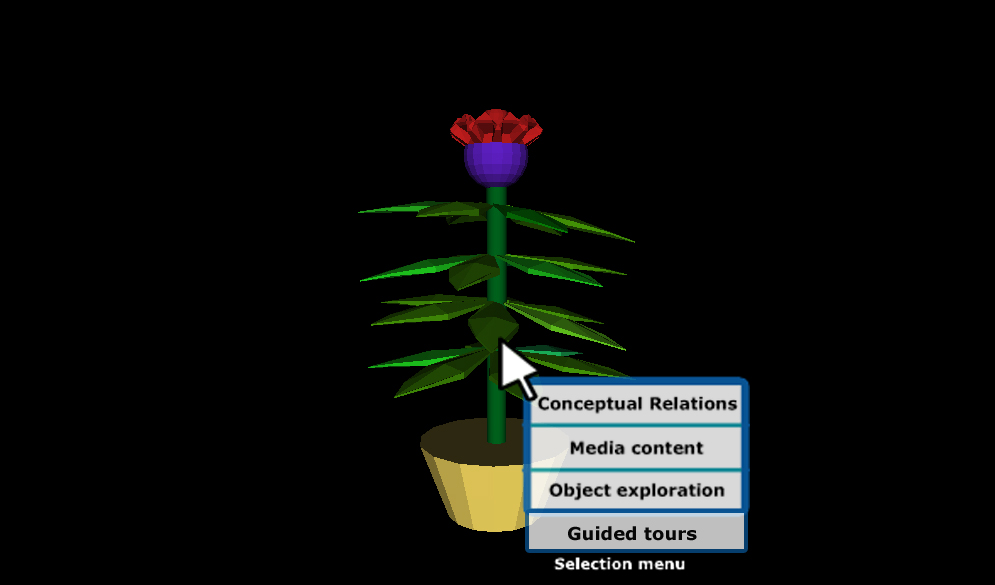 Conceptual Relations
Media content
Object exploration
Guided tours
Selection menu